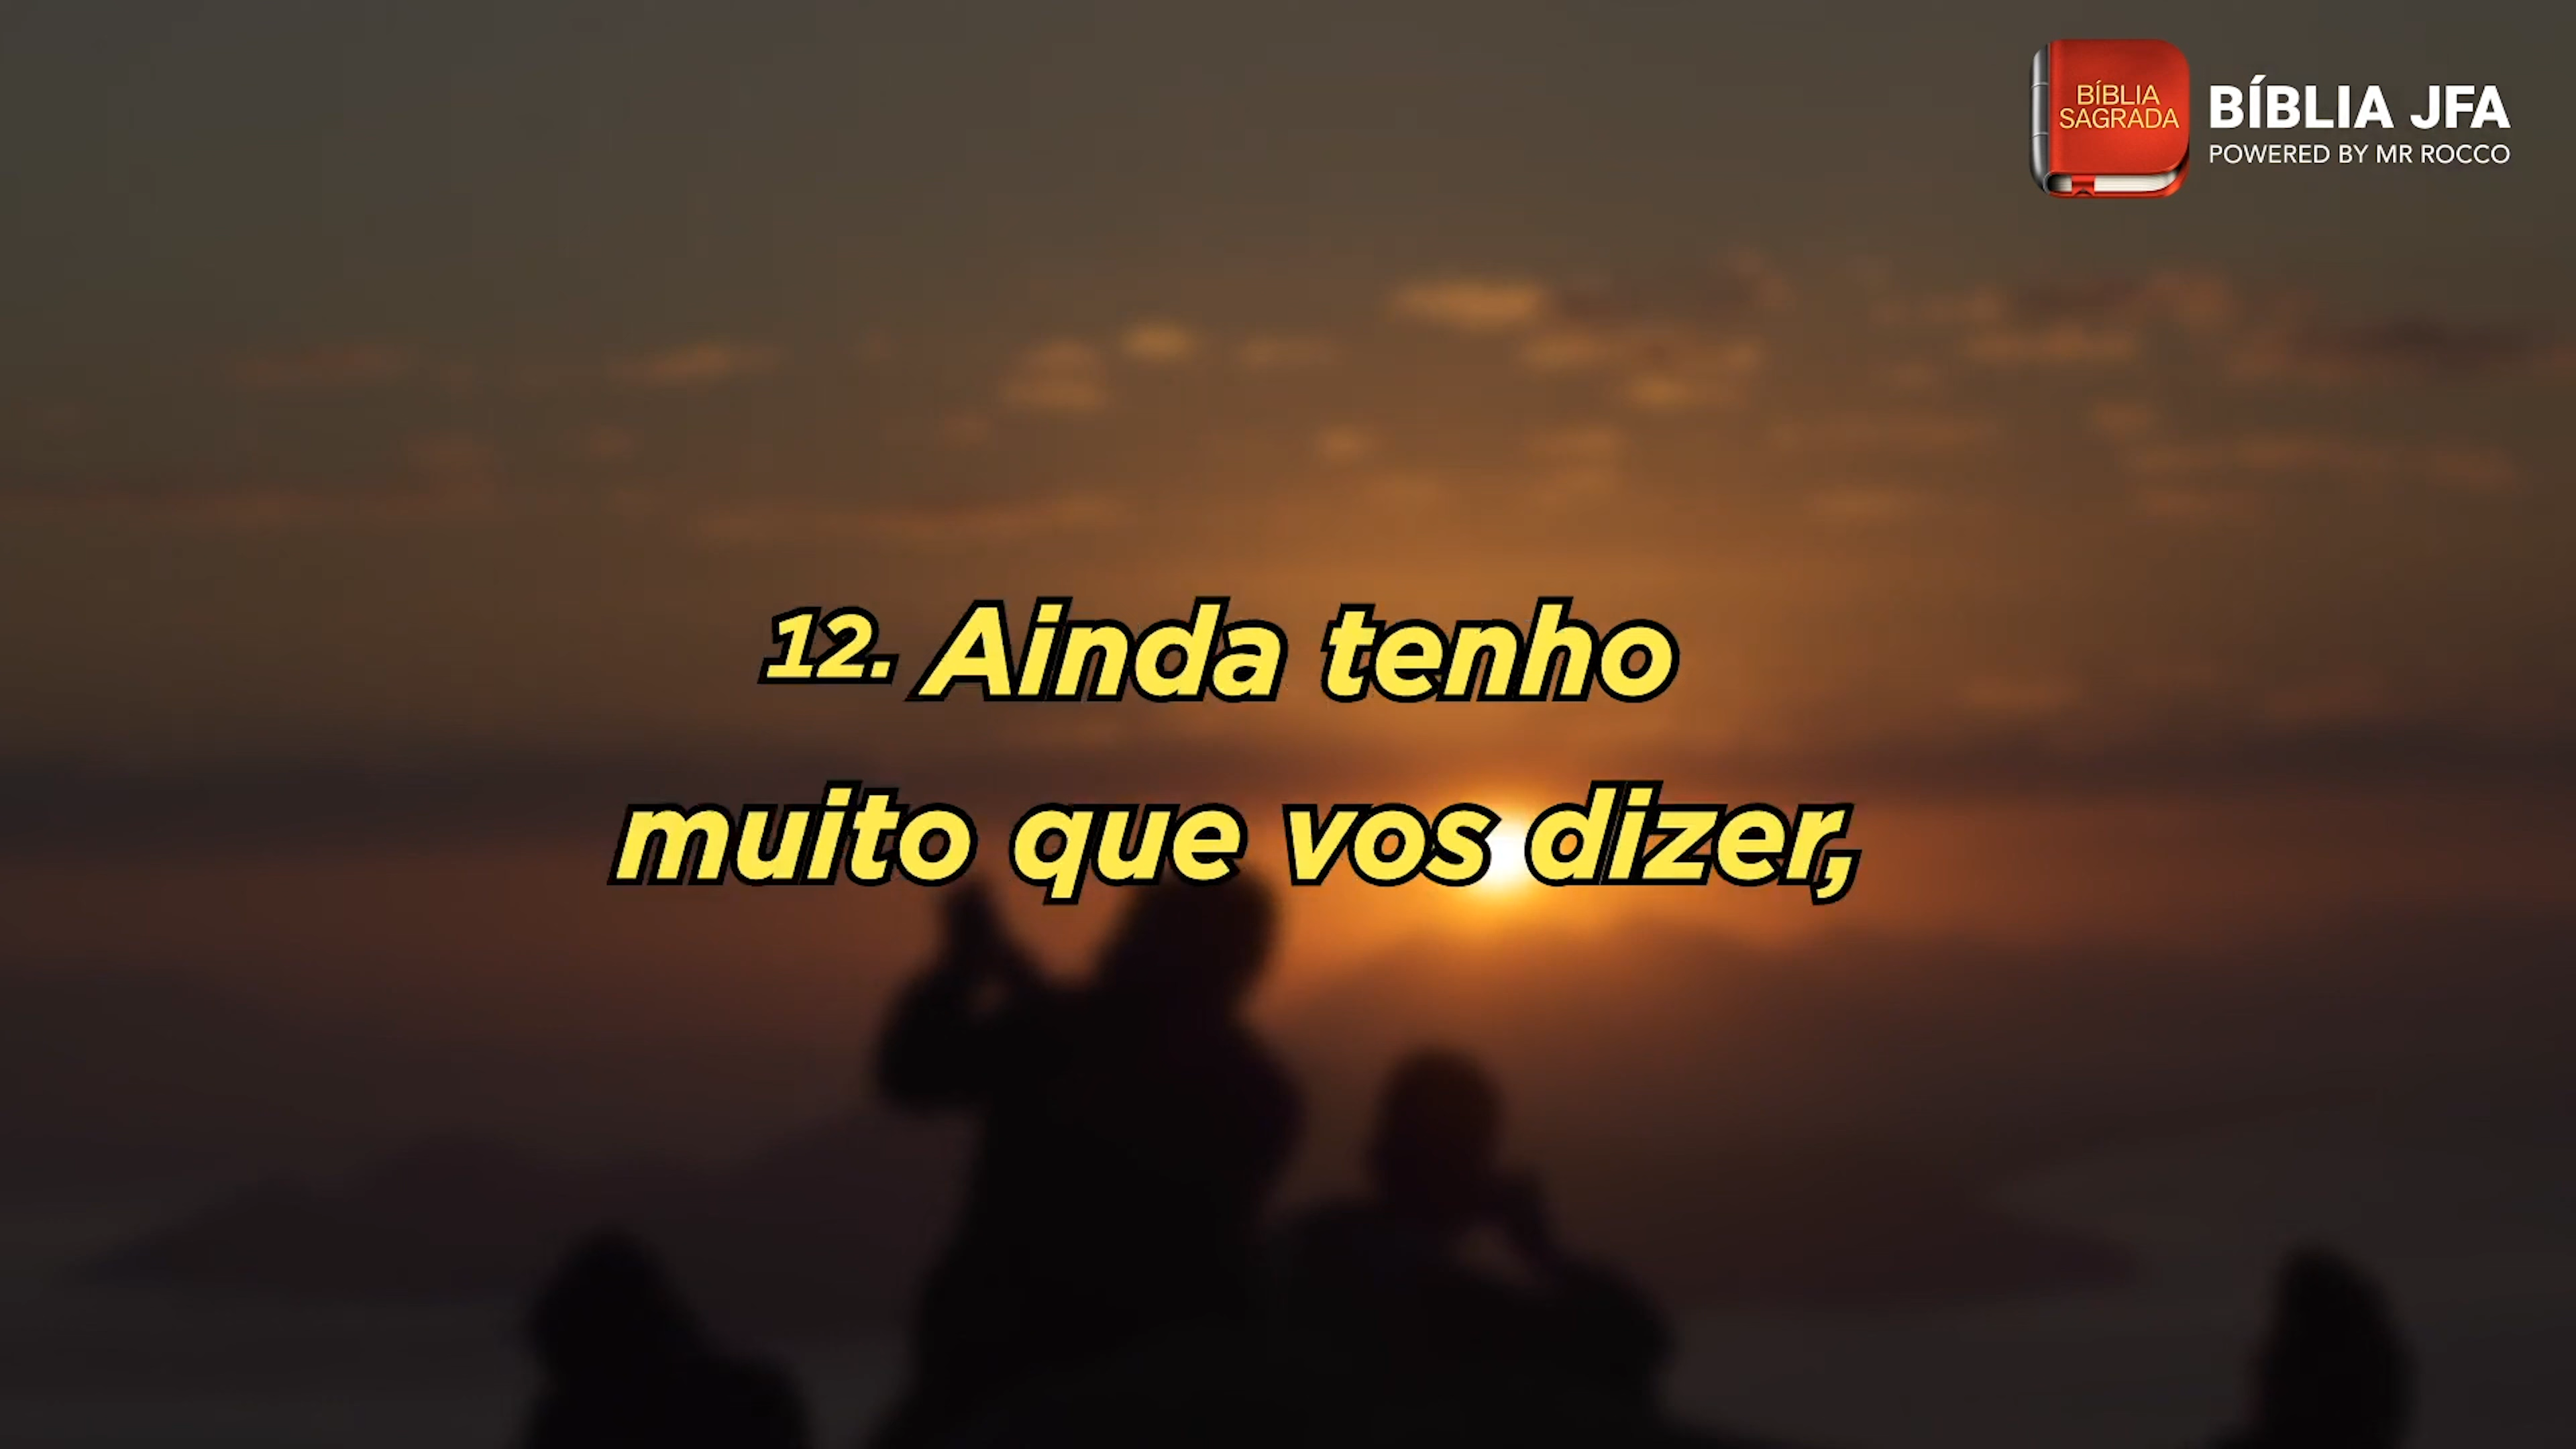 BÍBLIA
SAGRADA
BÍBLIA JFA
POWERED BY MR ROCCO
12. Ainda tenho
muito que vos dizer,